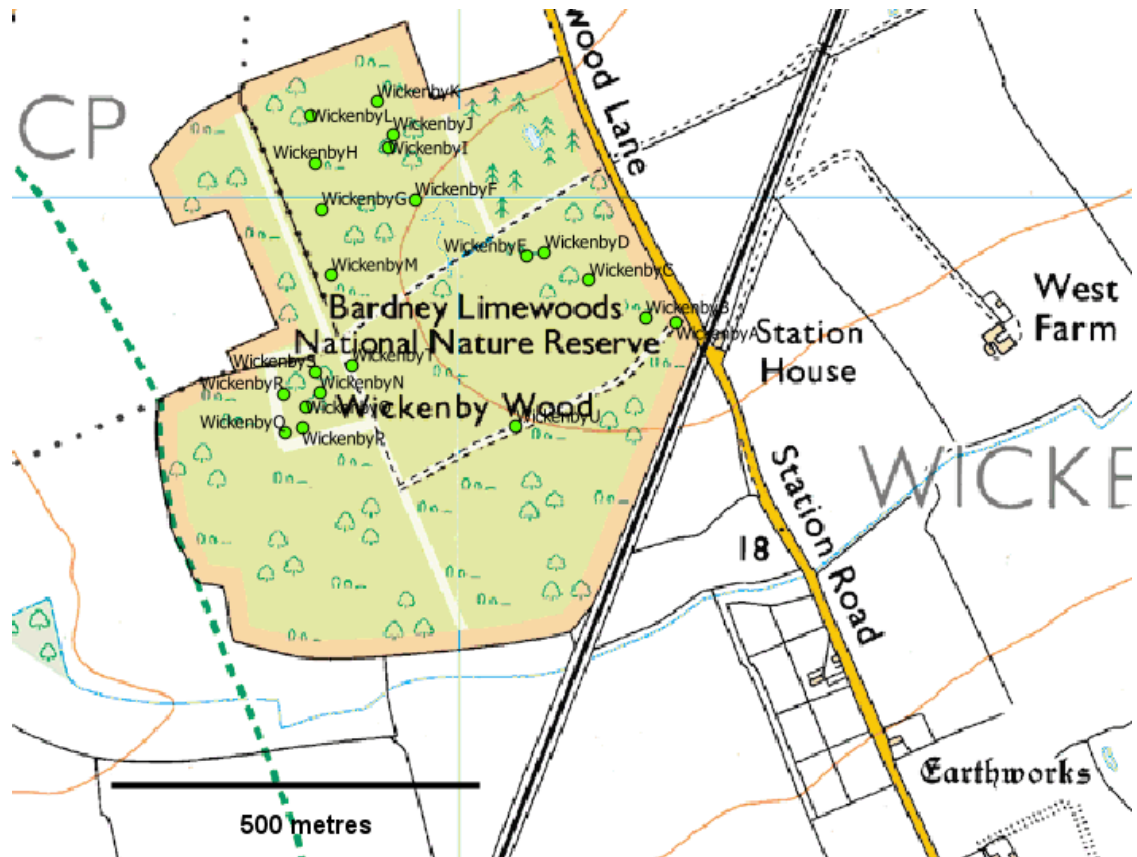 Wood Lane
CP
WickenbyK
WickenbyL
WickenbyJ
WickenbyI
WickenbyH
WickenbyF
WickenbyG
WickenbyD
WickenbyE
WickenbyM
WickenbyC
West
Farm
Bardney Limewoods
National Nature Reserve
WickenbyB
WickenbyA
Station
House
WickenbyT
WickenbyS
WickenbyR
WickenbyN
WickenbyO
Wickenby Wood
WickenbyQ
WickenbyP
WickenbyU
WICKE
Station Road
18
Earthworks
500 metres